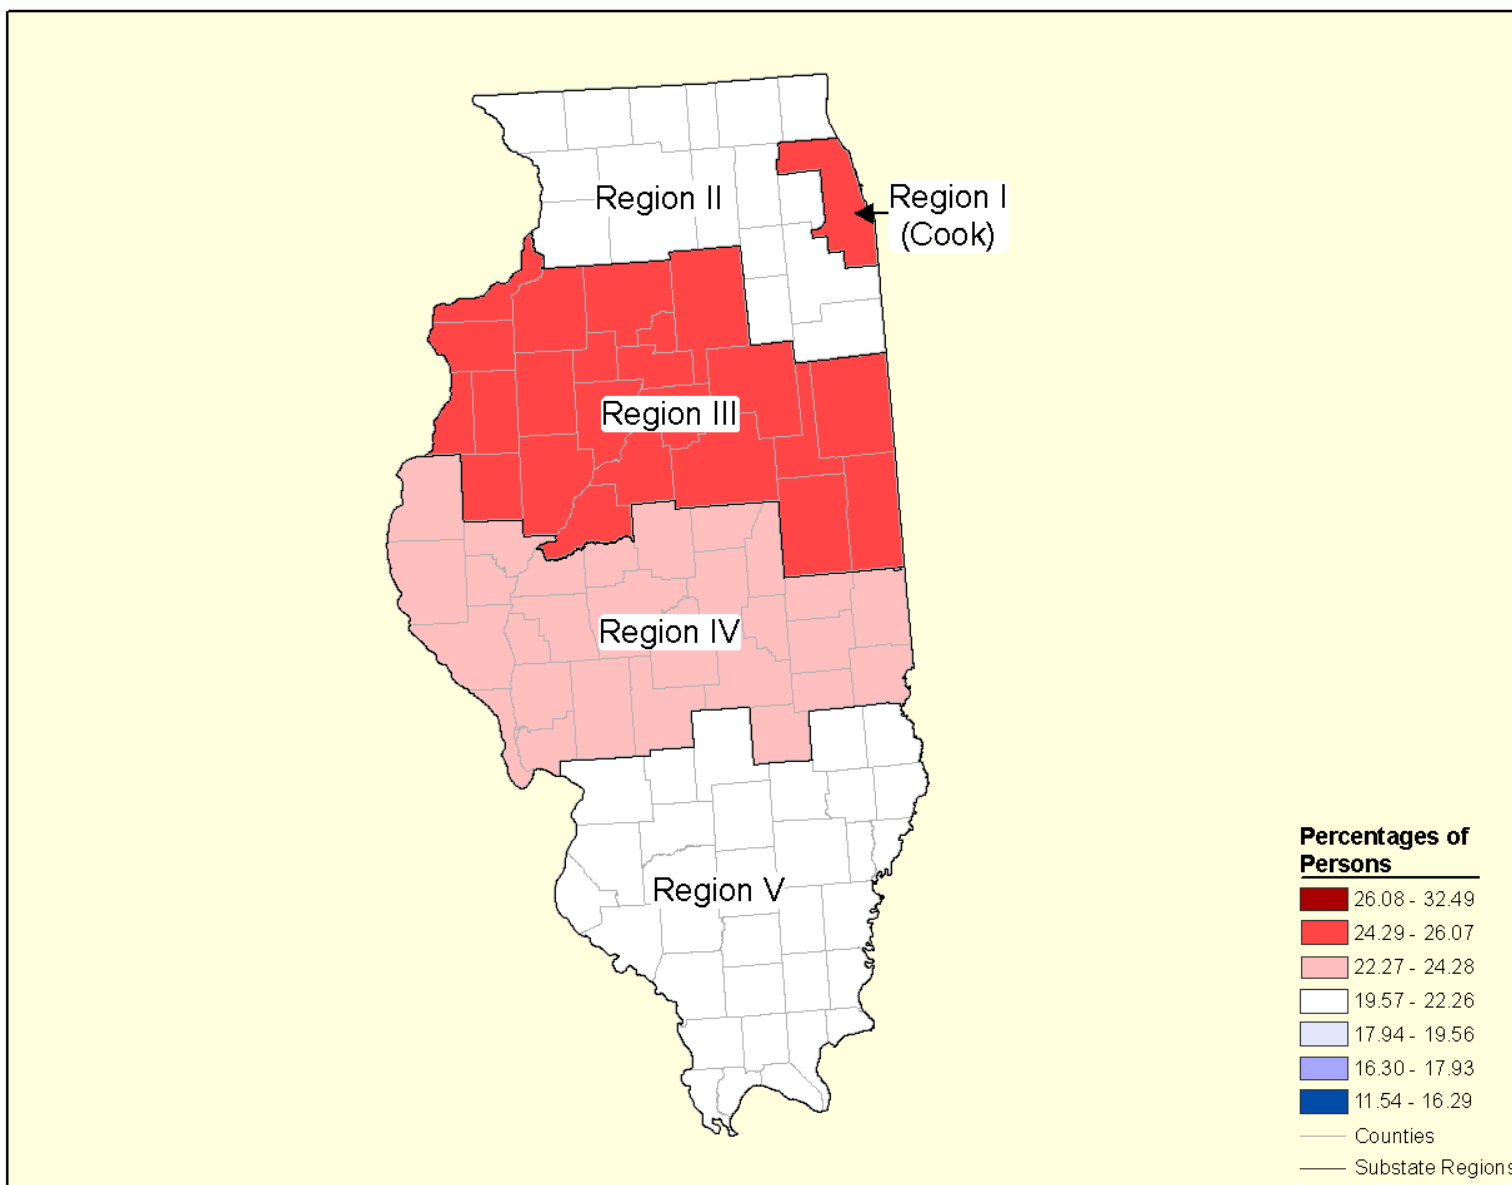 Region II
Region I
(Cook)
Region III
Region IV
Region V
Percentages of
Persons
26.08 - 32.49
24.29 - 26.07
22.27 - 24.28
19.57 - 22.26
17.94 - 19.56
16.30 - 17.93
11.54 - 16.29
Counties
Substate Regions